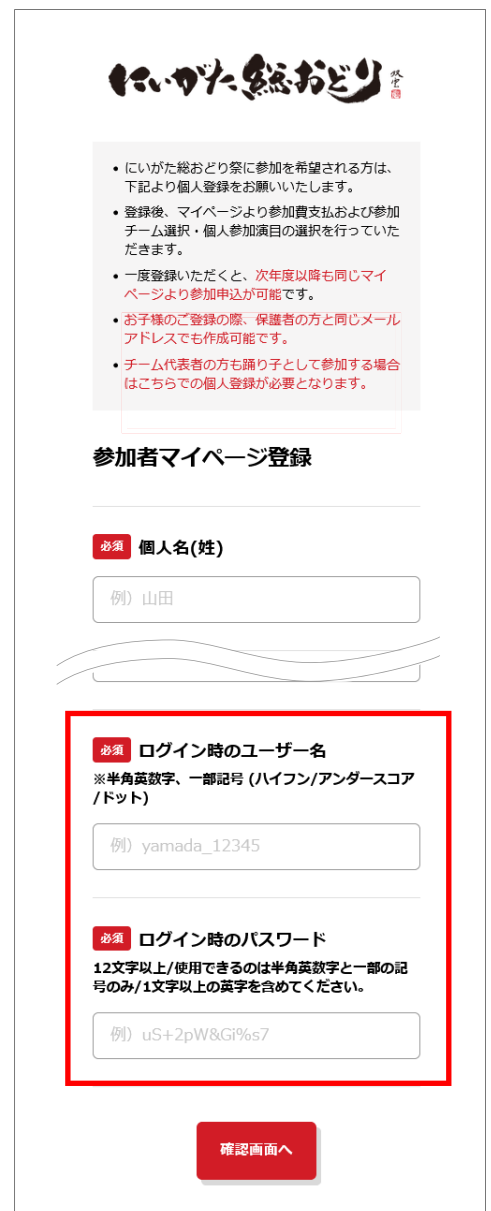 にいがた総おどり
• にいがた総おどり祭に参加を希望される方は、
下記より個人登録をお願いいたします。
• 登録後、マイページより参加費支払および参加
チーム選択・個人参加演目の選択を行っていた
だきます。
• 一度登録いただくと、次年度以降も同じマイ
ページより参加申込が可能です。
• お子様のご登録の際、保護者の方と同じメール
アドレスでも作成可能です。
• チーム代表者の方も踊り子として参加する場合
はこちらでの個人登録が必要となります。
参加者マイページ登録
必須 個人名(姓)
例）山田
必須 ログイン時のユーザー名
※半角英数字、一部記号 (ハイフン/アンダースコア
/ドット)
例）yamada_12345
必須 ログイン時のパスワード
12文字以上/使用できるのは半角英数字と一部の記
号のみ/1文字以上の英字を含めてください。
例）uS+2pW&Gi%s7
確認画面へ